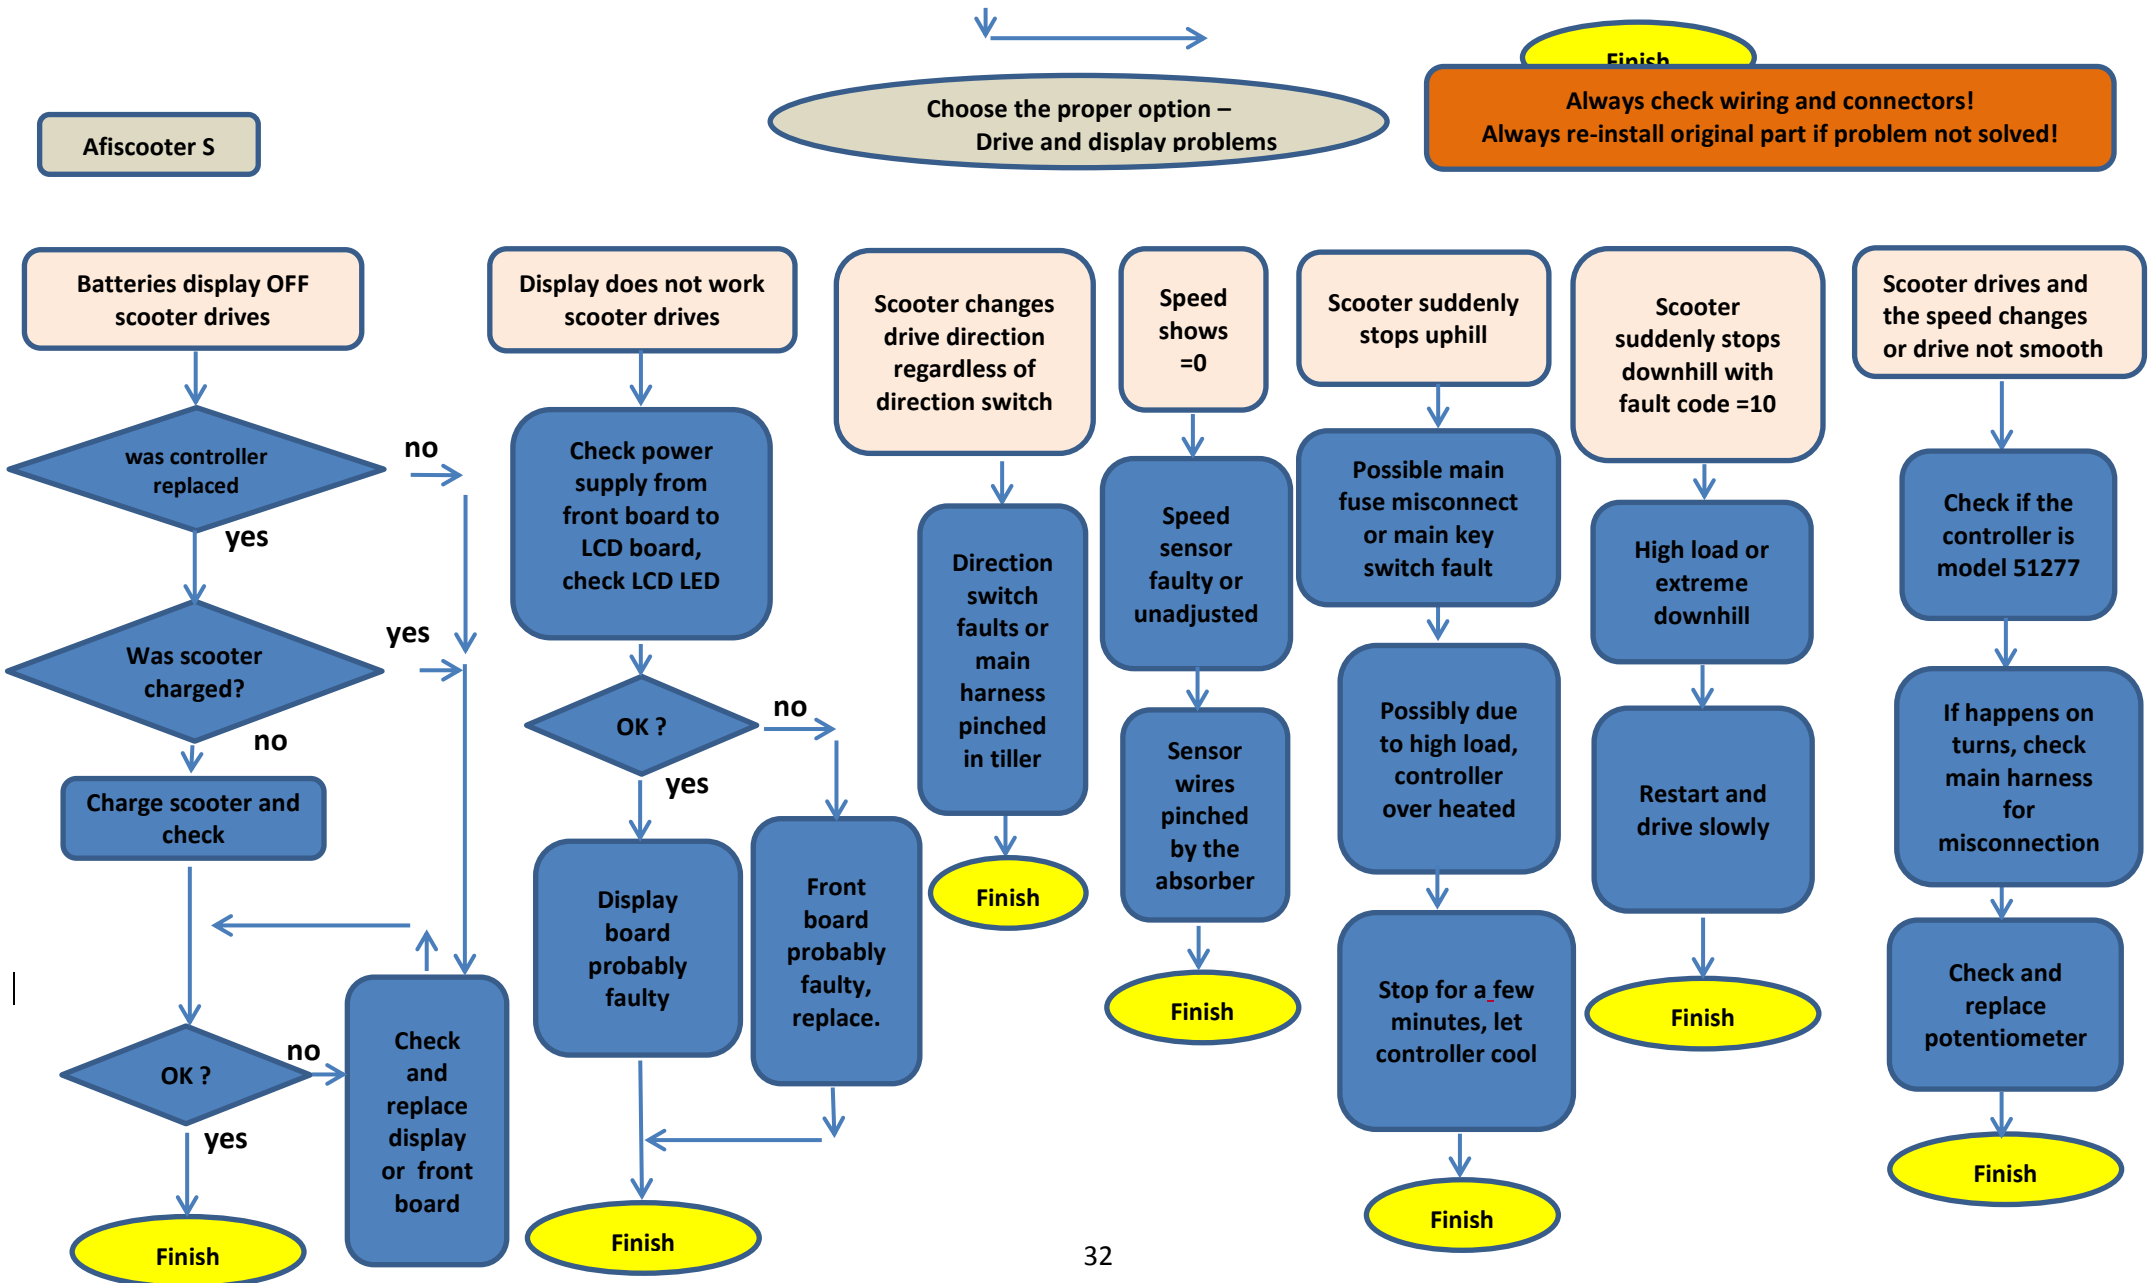 Finish
Always check wiring and connectors!
Always re-install original part if problem not solved!
Choose the proper option –
Drive and display problems
Afiscooter S
Batteries display OFF
scooter drives
was controller
replaced
no
yes
Was scooter
charged?
yes
no
Charge scooter and
check
OK ?
no
yes
Check
and
replace
display
or front
board
Finish
Display does not work
scooter drives
Check power
supply from
front board to
LCD board,
check LCD LED
OK ?
no
yes
Display
board
probably
faulty
Front
board
probably
faulty,
replace.
Finish
Scooter changes
drive direction
regardless of
direction switch
Direction
switch
faults or
main
harness
pinched
in tiller
Finish
Speed
shows
=0
Speed
sensor
faulty or
unadjusted
Sensor
wires
pinched
by the
absorber
Finish
Scooter suddenly
stops uphill
Possible main
fuse misconnect
or main key
switch fault
Possibly due
to high load,
controller
over heated
Stop for a few
minutes, let
controller cool
Finish
Scooter
suddenly stops
downhill with
fault code =10
High load or
extreme
downhill
Restart and
drive slowly
Finish
Scooter drives and
the speed changes
or drive not smooth
Check if the
controller is
model 51277
If happens on
turns, check
main harness
for
misconnection
Check and
replace
potentiometer
Finish
32